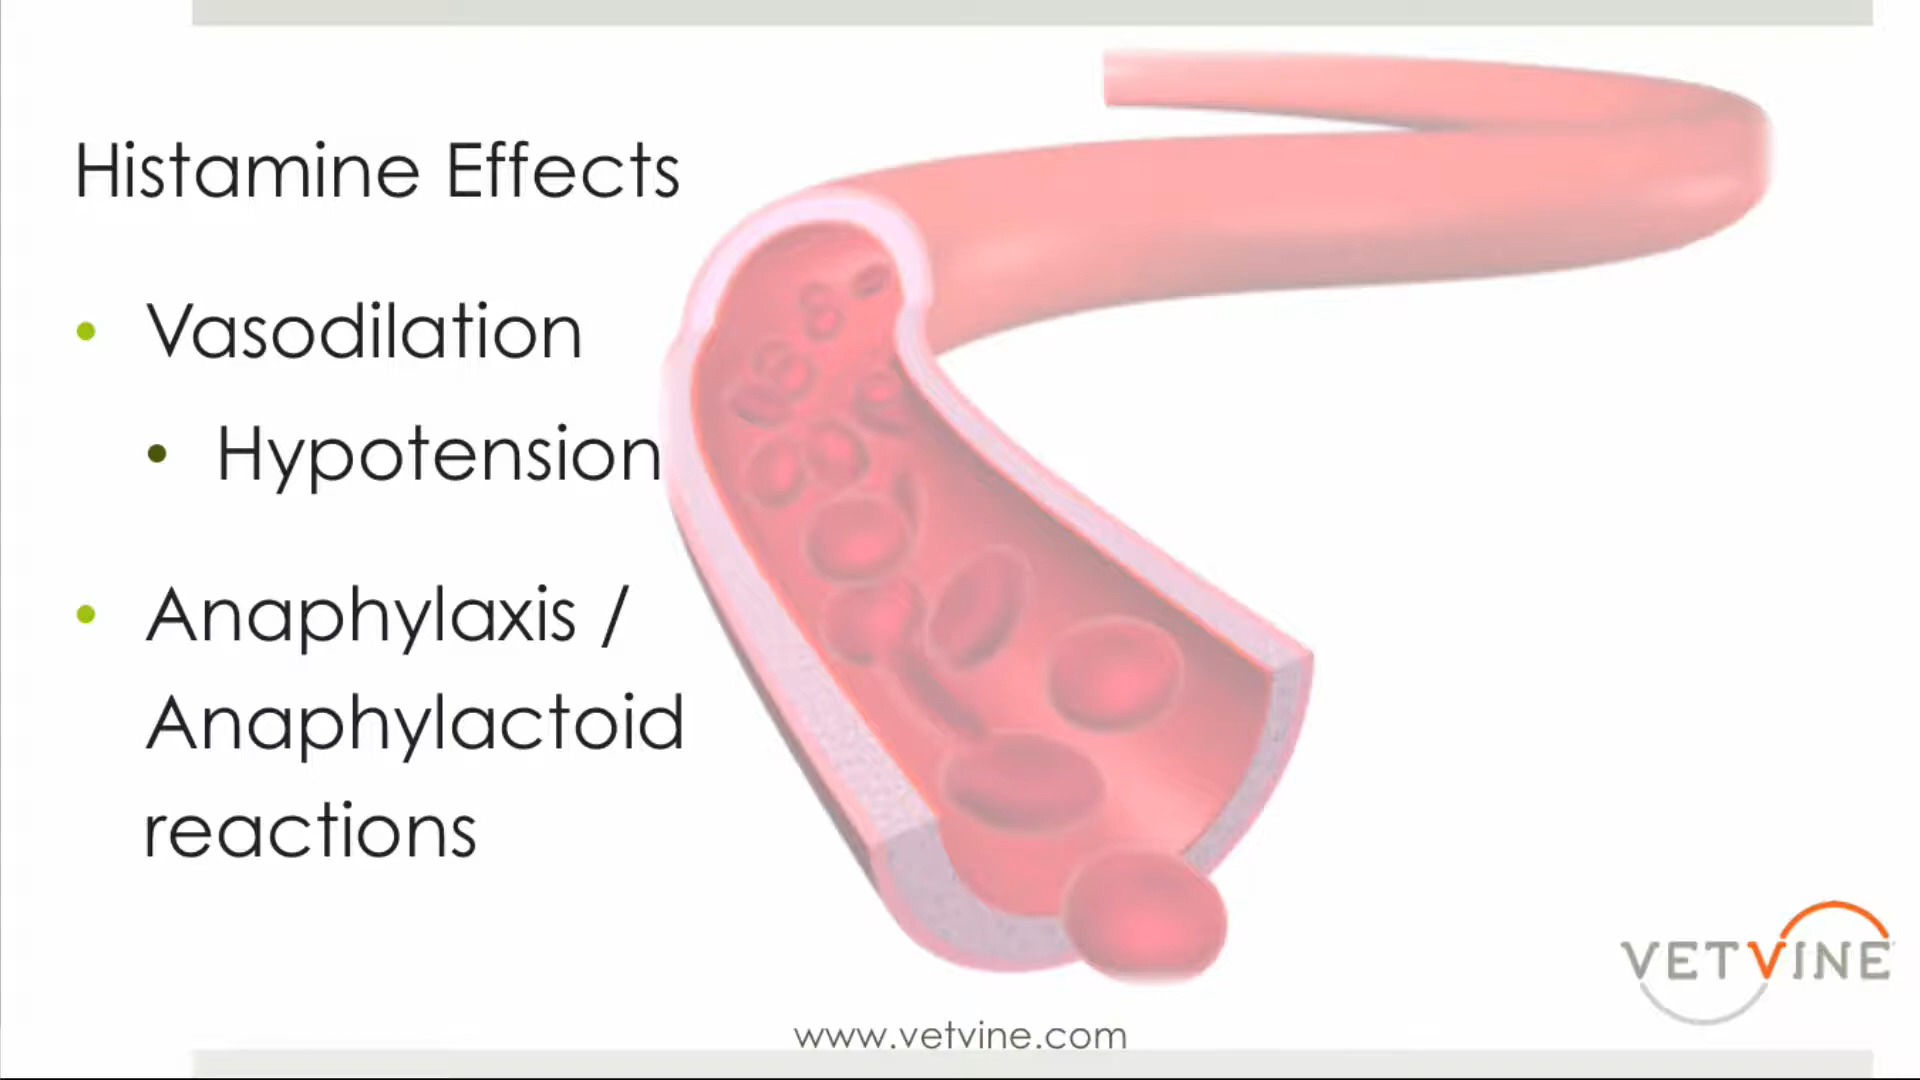 Histamine Effects
• Vasodilation
• Hypotension
• Anaphylaxis /
Anaphylactoid
reactions
VETVINE
www.vetvine.com